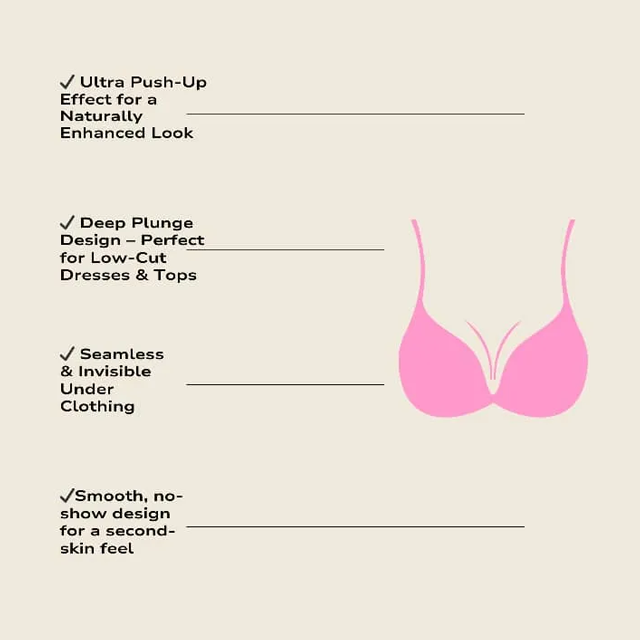 ✓ Ultra Push-Up
Effect for a
Naturally
Enhanced Look
✓ Deep Plunge
Design – Perfect
for Low-Cut
Dresses & Tops
✓ Seamless
& Invisible
Under
Clothing
✓Smooth, no-
show design
for a second-
skin feel